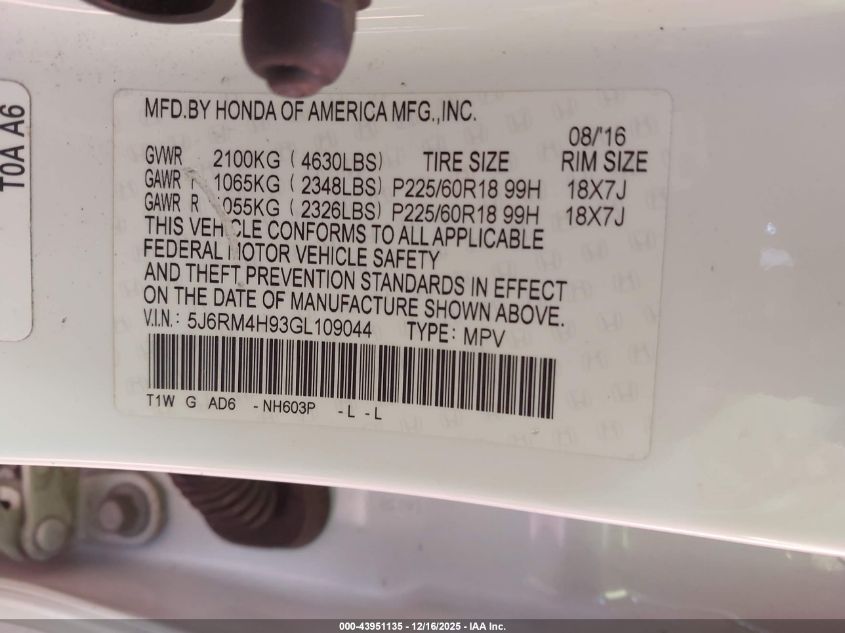 T0A A6
MFD.BY HONDA OF AMERICA MFG.,INC.
08/'16
GVWR 2100KG ( 4630LBS) TIRE SIZE RIM SIZE
GAWR 1065KG ( 2348LBS) P225/60R18 99H 18X7J
GAWR R 055KG ( 2326LBS) P225/60R18 99H 18X7J
THIS VEHICLE CONFORMS TO ALL APPLICABLE
FEDERAL MOTOR VEHICLE SAFETY
AND THEFT PREVENTION STANDARDS IN EFFECT
ON THE DATE OF MANUFACTURE SHOWN ABOVE.
V.I.N.: 5J6RM4H93GL109044 TYPE: MPV
T1W G AD6 - NH603P - L - L
000-43951135 - 12/16/2025 - IAA Inc.